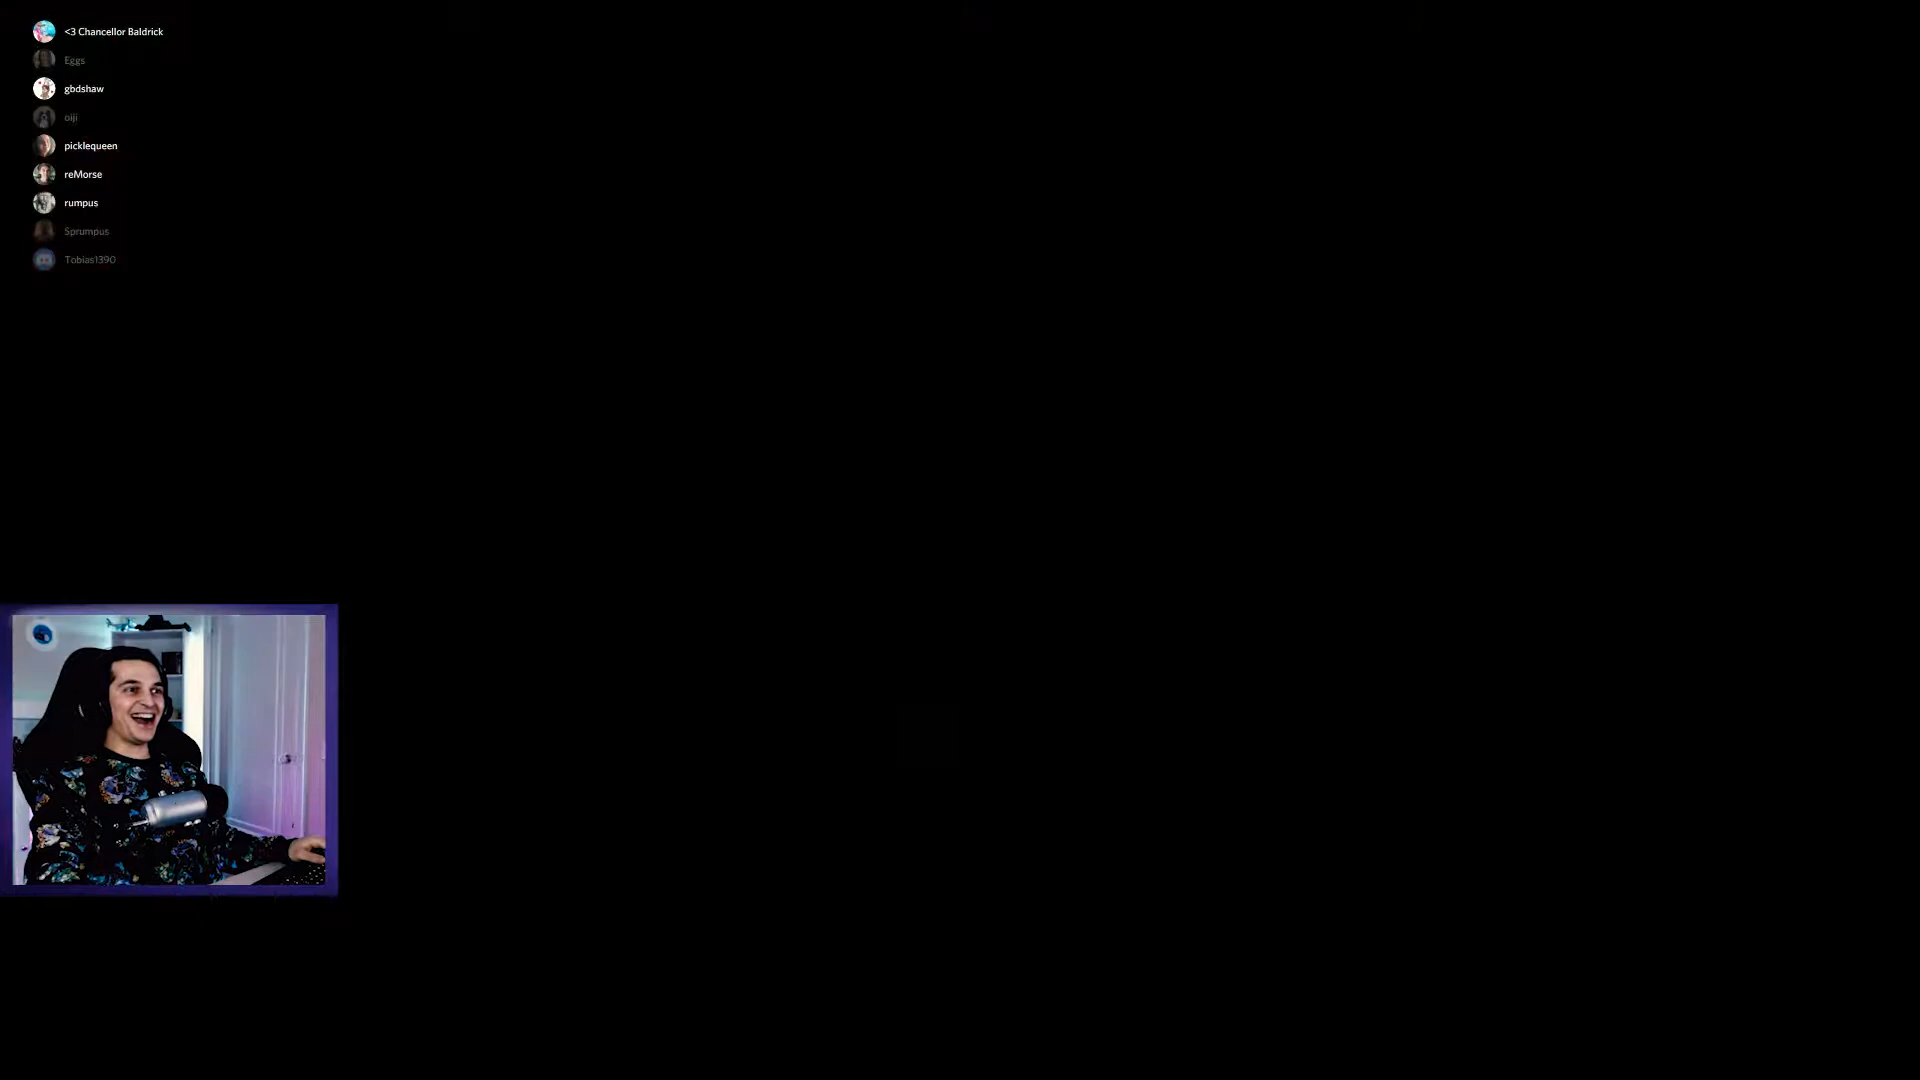 <3 Chancellor Baldrick
Eggs
gbdshaw
oiji
picklequeen
reMorse
rumpus
Sprumpus
Tobias1390